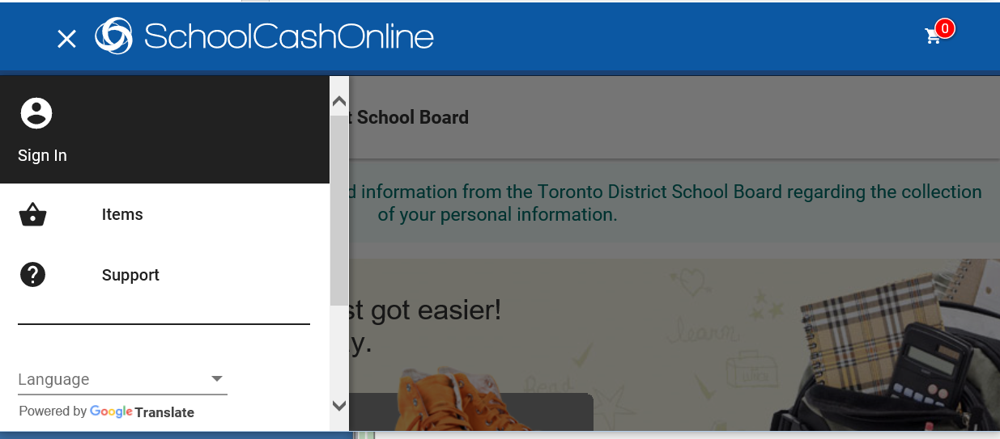 SchoolCashOnline
0
Sign In
Items
Support
Language
Powered by Google Translate
School Board
information from the Toronto District School Board regarding the collection
of your personal information.
got easier!
learn
Read